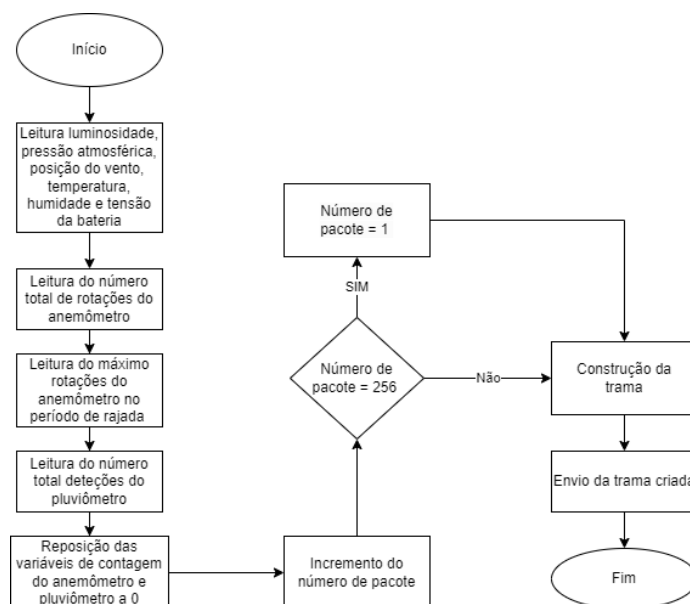 Início
Leitura luminosidade,
pressão atmosférica,
posição do vento,
temperatura,
humidade e tensão
da bateria
Leitura do número
total de rotações do
anemômetro
Leitura do máximo
rotações do
anemômetro no
período de rajada
Leitura do número
total deteções do
pluviômetro
Reposição das
variáveis de contagem
do anemômetro e
pluviômetro a 0
Incremento do
número de pacote
Número de
pacote = 256
SIM
Número de
pacote = 1
Não
Construção da
trama
Envio da trama criada
Fim